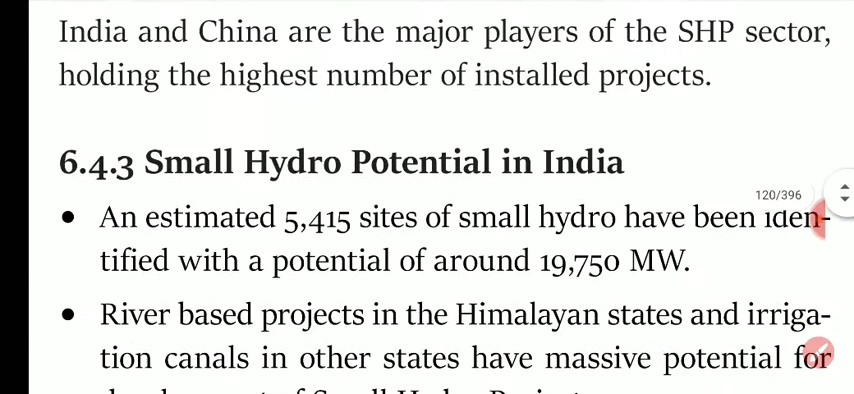 India and China are the major players of the SHP sector,
holding the highest number of installed projects.
6.4.3 Small Hydro Potential in India
120/396
• An estimated 5,415 sites of small hydro have been iden-
tified with a potential of around 19,750 MW.
• River based projects in the Himalayan states and irriga-
tion canals in other states have massive potential for